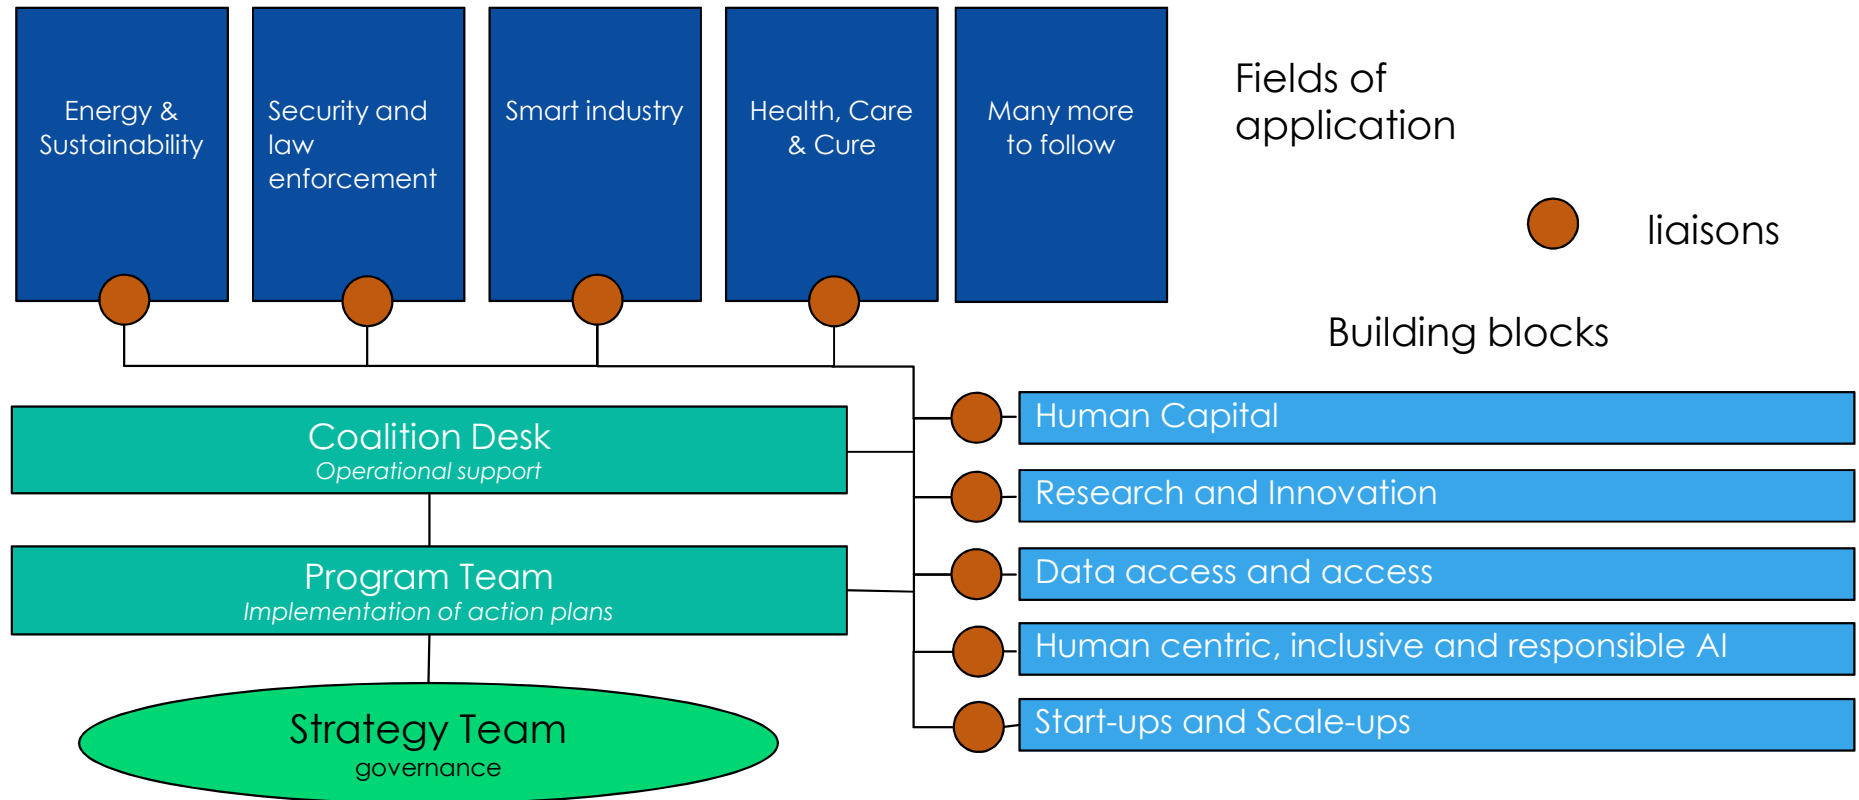 Energy &
Sustainability
Security and
law
enforcement
Smart industry
Health, Care
& Cure
Many more
to follow
Fields of
application
liaisons
Building blocks
Coalition Desk
Operational support
Program Team
Implementation of action plans
Strategy Team
governance
Human Capital
Research and Innovation
Data access and access
Human centric, inclusive and responsible AI
Start-ups and Scale-ups